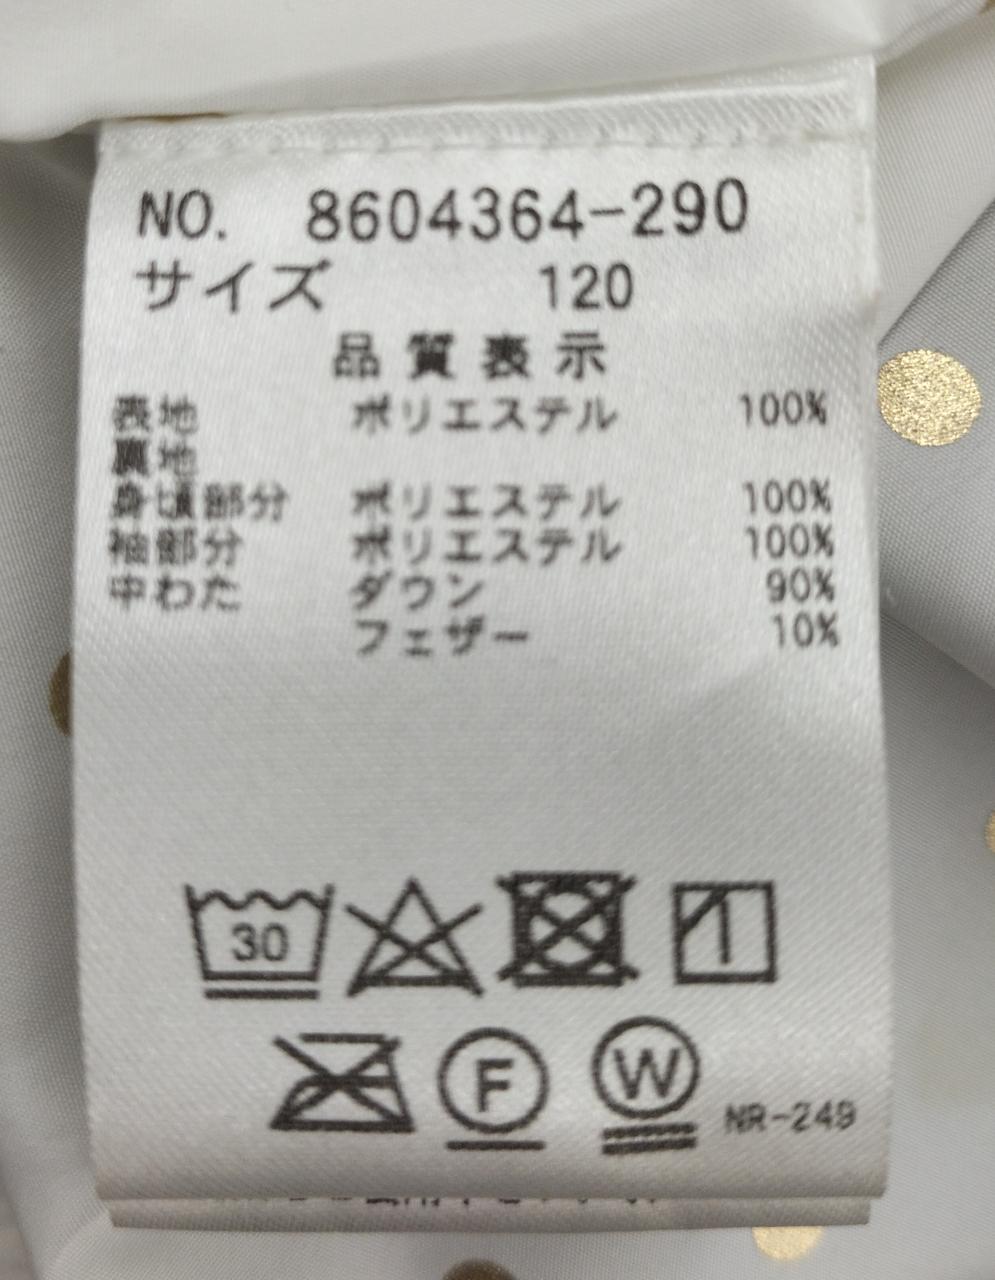 NO. 8604364-290
サイズ 120
品質表示
表地 ポリエステル 100%
裏地
身頃部分 ポリエステル 100%
袖部分 ポリエステル 100%
中わた ダウン 90%
フェザー 10%
30
F W NR-249